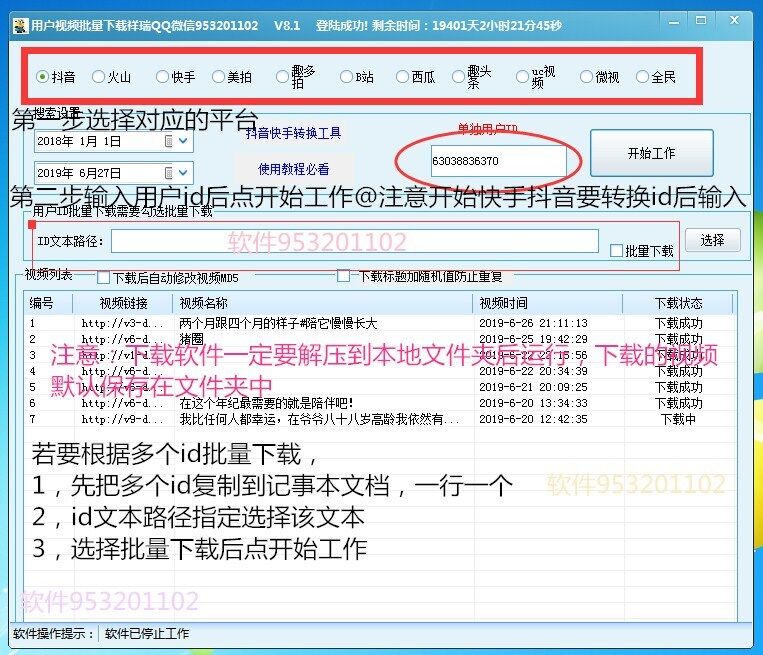 用户视频批量下载样瑞QQ微信953201102 V8.1 登陆成功! 剩余时间：19401天2小时21分45秒
抖音 火山 快手 美拍 趣多拍 B站 西瓜 趣头条 uc视频 微视 全民
搜索设置
第一步选择对应的平台
2018年 1月 1日
抖音快手转换工具
单独用户ID
63038836370
开始工作
2019年 6月27日
使用教程必看
第二步输入用户id后点开始工作@注意开始快手抖音要转换id后输入
用户ID批量下载需要勾选批量下载
ID文本路径：
软件953201102
批量下载
选择
视频列表
下载后自动修改视频MD5
下载标题加随机值防止重复
编号 视频链接 视频名称 视频时间 下载状态
1 http://v3-d... 两个月跟四个月的样子#陪它慢慢长大 2019-6-26 21:11:13 下载成功
2 http://v6-d... 猪圈 2019-6-25 19:42:29 下载成功
3 下载成功
注意，下载软件一定要解压到本地文件夹后运行，下载的视频
4 http://v6-d... 2019-6-22 20:34:39 下载成功
默认保存在文件夹中
5 http://v6-d... 2019-6-21 20:09:25 下载成功
6 http://v6-d... 在这个年纪最需要的就是陪伴吧! 2019-6-20 13:34:33 下载成功
7 http://v9-d... 我比任何人都幸运，在爷爷八十八岁高龄我依然有... 2019-6-20 12:42:35 下载中
若要根据多个id批量下载，
1，先把多个id复制到记事本文档，一行一个
软件953201102
2，id文本路径指定选择该文本
3，选择批量下载后点开始工作
软件953201102
软件操作提示： 软件已停止工作